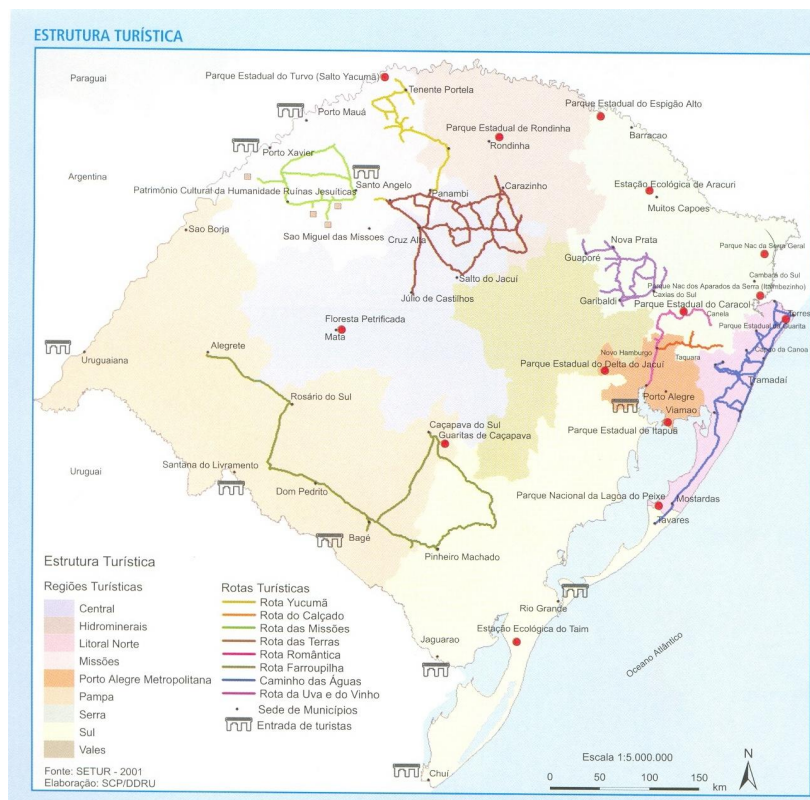 ESTRUTURA TURÍSTICA
Paraguai
Parque Estadual do Turvo (Salto Yacumã)
Tenente Portela
Porto Mauá
Parque Estadual do Espigão Alto
Parque Estadual de Rondinha
Barracao
Rondinha
Porto Xavier
Argentina
Patrimônio Cultural da Humanidade Ruínas Jesuíticas
Santo Angelo
Panambi
Carazinho
Estação Ecológica de Aracuri
Muitos Capoes
Sao Borja
Sao Miguel das Missoes
Cruz Alta
Nova Prata
Guaporé
Parque Nac da Serra Geral
Salto do Jacuí
Cambará do Sul
Parque Nac dos Aparados da Serra (Itaimbezinho)
Júlio de Castilhos
Garibaldi
Caxias do Sul
Parque Estadual do Caracol
Canela
Torres
Parque Estadual da Guarita
Floresta Petrificada
Mata
Capão da Canoa
Uruguaiana
Alegrete
Novo Hamburgo
Taquara
Parque Estadual do Delta do Jacuí
Tramadaí
Rosário do Sul
Porto Alegre
Viamao
Caçapava do Sul
Guaritas de Caçapava
Parque Estadual de Itapuã
Uruguai
Santana do Livramento
Dom Pedrito
Parque Nacional da Lagoa do Peixe
Mostardas
Tavares
Bagé
Pinheiro Machado
Rio Grande
Estação Ecológica do Taim
Jaguarao
Oceano Atlântico
Chuí
Estrutura Turística
Regiões Turísticas
Central
Hidrominerais
Litoral Norte
Missões
Porto Alegre Metropolitana
Pampa
Serra
Sul
Vales
Rotas Turísticas
Rota Yucumã
Rota do Calçado
Rota das Missões
Rota das Terras
Rota Romântica
Rota Farroupilha
Caminho das Águas
Rota da Uva e do Vinho
Sede de Municípios
Entrada de turistas
Fonte: SETUR - 2001
Elaboração: SCP/DDRU
Escala 1:5.000.000
N
0 50 100 150
km